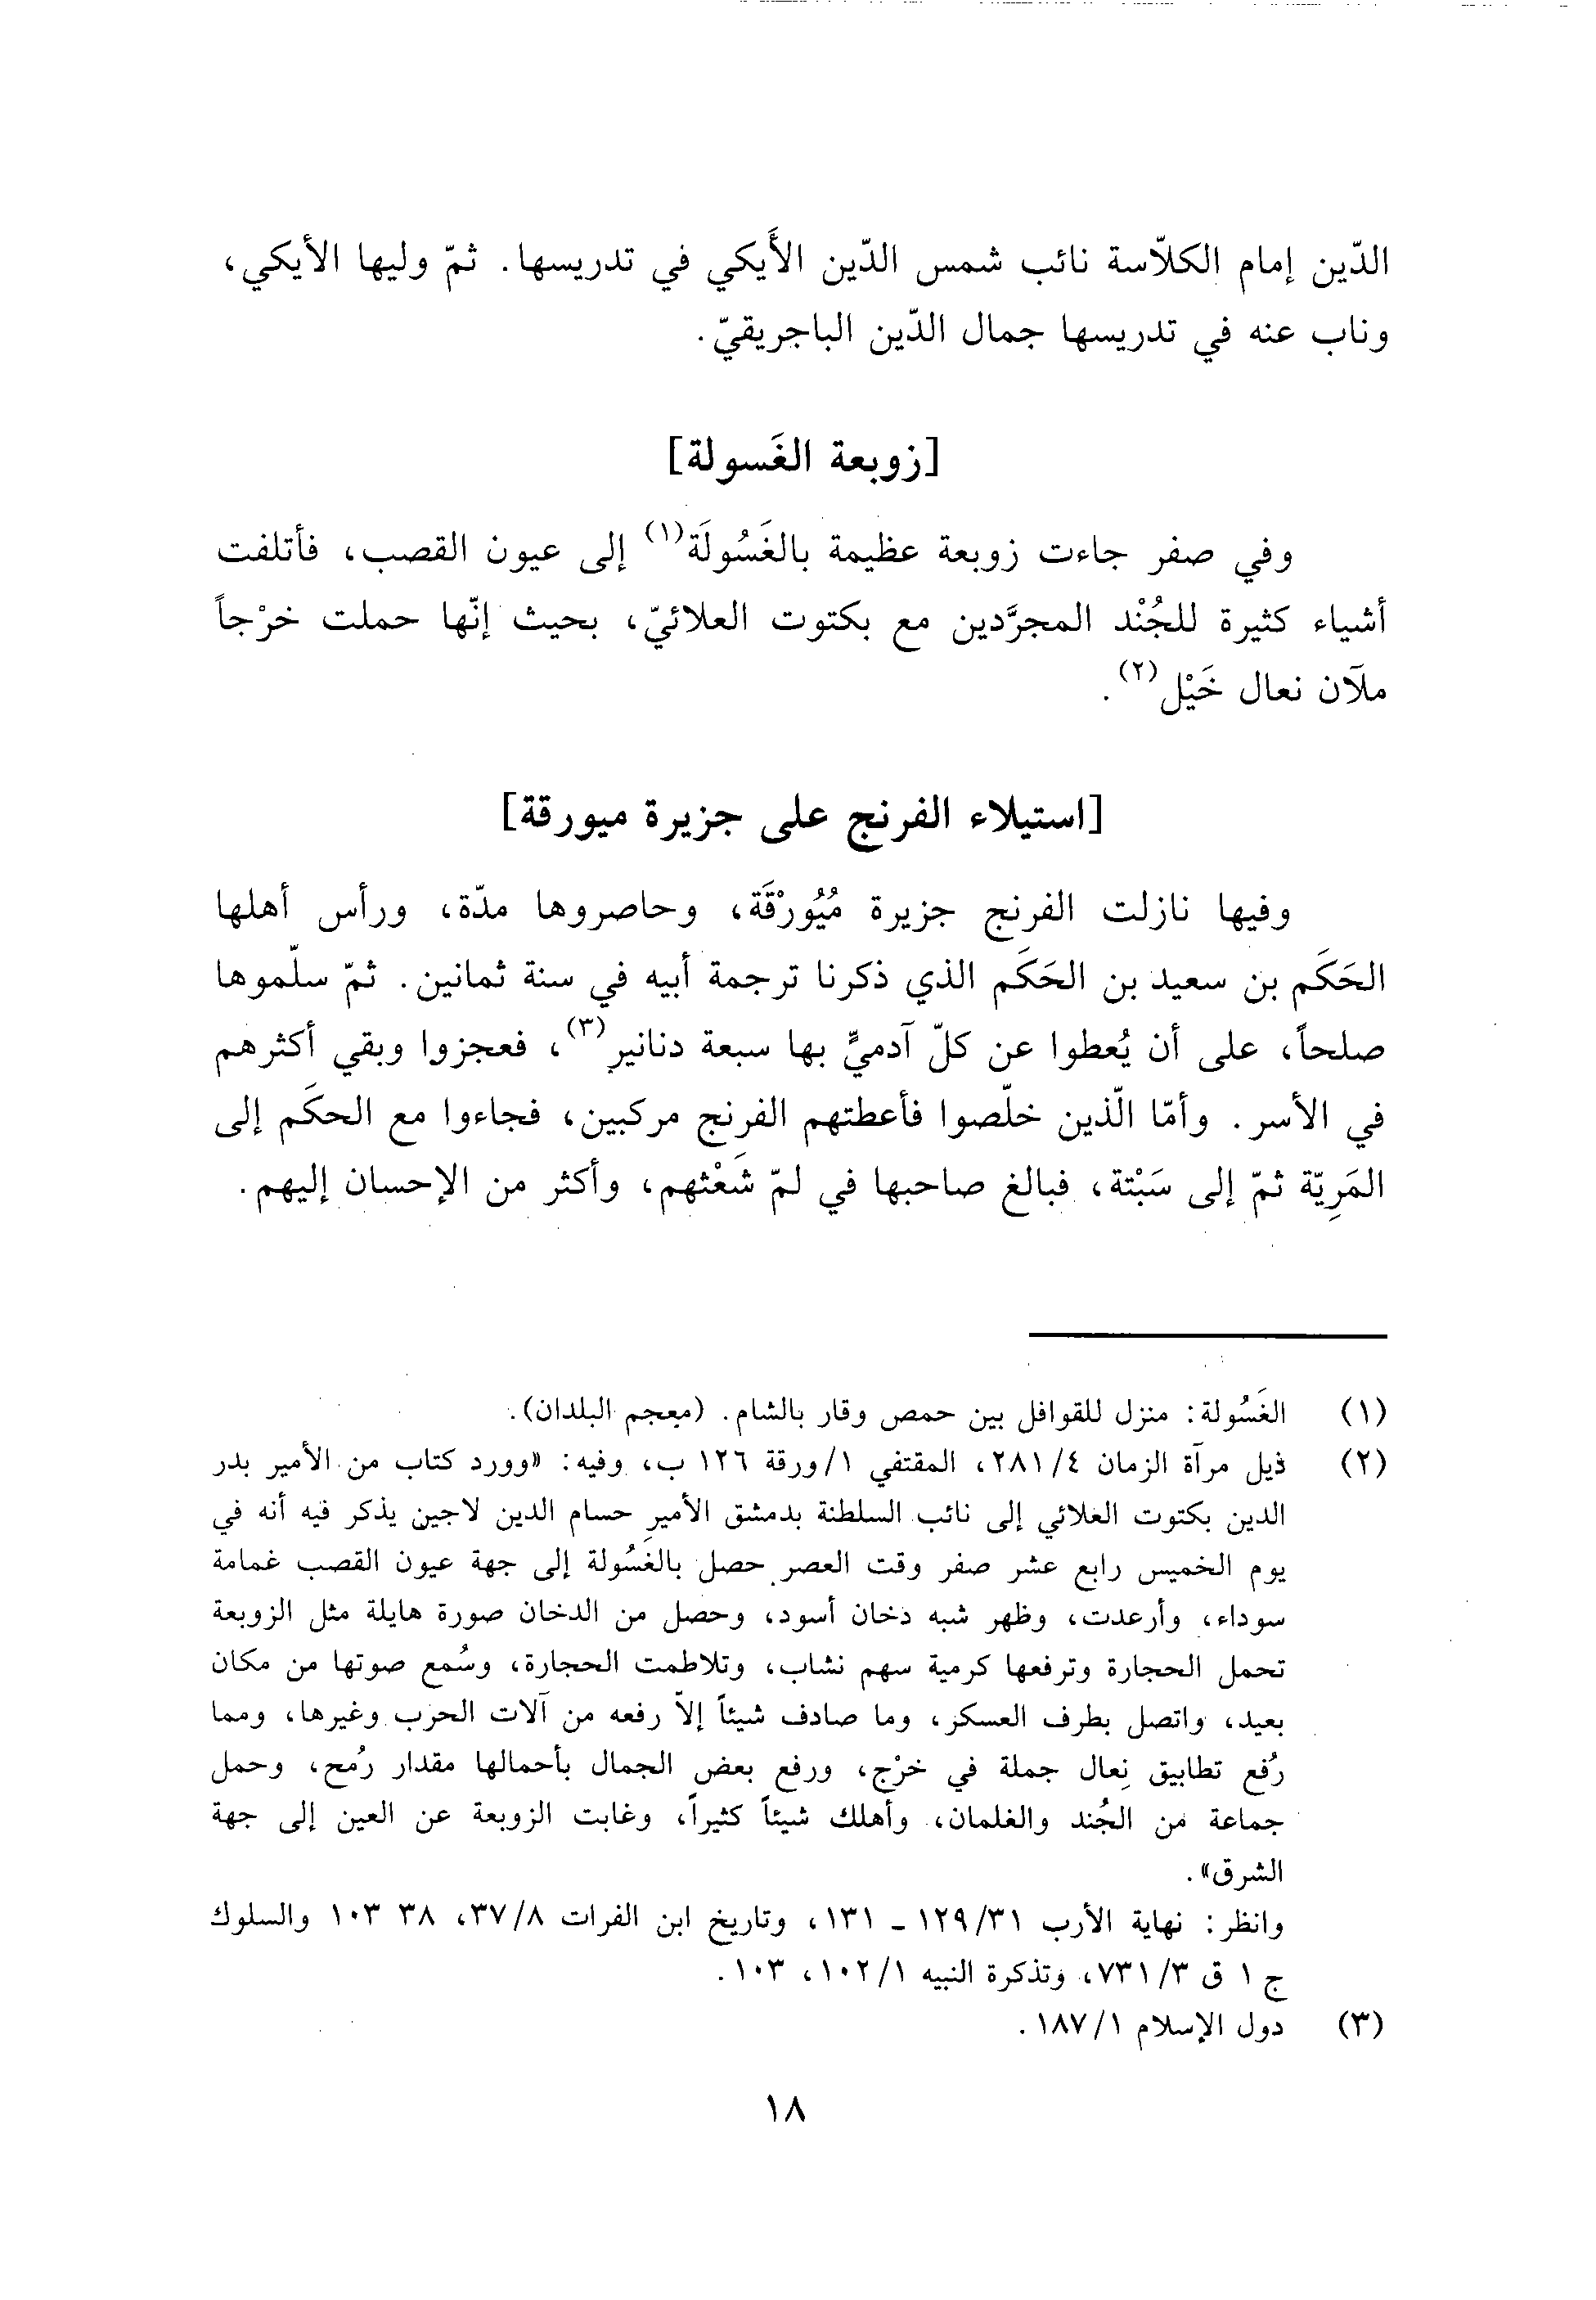 الدّين إمام الكلاّسة نائب شمس الدّين الأَيكي في تدريسها. ثمّ وليها الأيكي،
وناب عنه في تدريسها جمال الدّين الباجريقيّ.
[زوبعة الغَسولة]
وفي صفر جاءت زوبعة عظيمة بالغَسُولَة(١) إلى عيون القصب، فأتلفت
أشياء كثيرة للجُنْد المجرَّدين مع بكتوت العلائيّ، بحيث إنّها حملت خرْجاً
ملآن نعال خَيْل(٢).
[استيلاء الفرنج على جزيرة ميورقة]
وفيها نازلت الفرنج جزيرة مُيُورْقَة، وحاصروها مدّة، ورأس أهلها
الحَكَم بن سعيد بن الحَكَم الذي ذكرنا ترجمة أبيه في سنة ثمانين. ثمّ سلّموها
صلحاً، على أن يُعطوا عن كلّ آدميٍّ بها سبعة دنانير(٣)، فعجزوا وبقي أكثرهم
في الأسر. وأمّا الّذين خلّصوا فأعطتهم الفرنج مركبين، فجاءوا مع الحكَم إلى
المَرِيّة ثمّ إلى سَبْتة، فبالغ صاحبها في لمّ شَعْثهم، وأكثر من الإحسان إليهم.
(١) الغَسُولة: منزل للقوافل بين حمص وقار بالشام. (معجم البلدان).
(٢) ذيل مرآة الزمان ٤/ ٢٨١، المقتفي ١/ورقة ١٢٦ ب، وفيه: «وورد كتاب من الأمير بدر
الدين بكتوت العلائي إلى نائب السلطنة بدمشق الأمير حسام الدين لاجين يذكر فيه أنه في
يوم الخميس رابع عشر صفر وقت العصر حصل بالغَسُولة إلى جهة عيون القصب غمامة
سوداء، وأرعدت، وظهر شبه دخان أسود، وحصل من الدخان صورة هايلة مثل الزوبعة
تحمل الحجارة وترفعها كرمية سهم نشاب، وتلاطمت الحجارة، وسُمع صوتها من مكان
بعيد، واتصل بطرف العسكر، وما صادف شيئاً إلاّ رفعه من آلات الحرب وغيرها، ومما
رُفع تطابيق نِعال جملة في خرْج، ورفع بعض الجمال بأحمالها مقدار رُمح، وحمل
جماعة من الجُند والغلمان، وأهلك شيئاً كثيراً، وغابت الزوبعة عن العين إلى جهة
الشرق».
وانظر: نهاية الأرب ٣١/ ١٢٩ - ١٣١، وتاريخ ابن الفرات ٨/ ٣٧، ٣٨ ١٠٣ والسلوك
ج ١ ق ٣/ ٧٣١، وتذكرة النبيه ١/ ١٠٢، ١٠٣.
(٣) دول الإسلام ١/ ١٨٧.
١٨